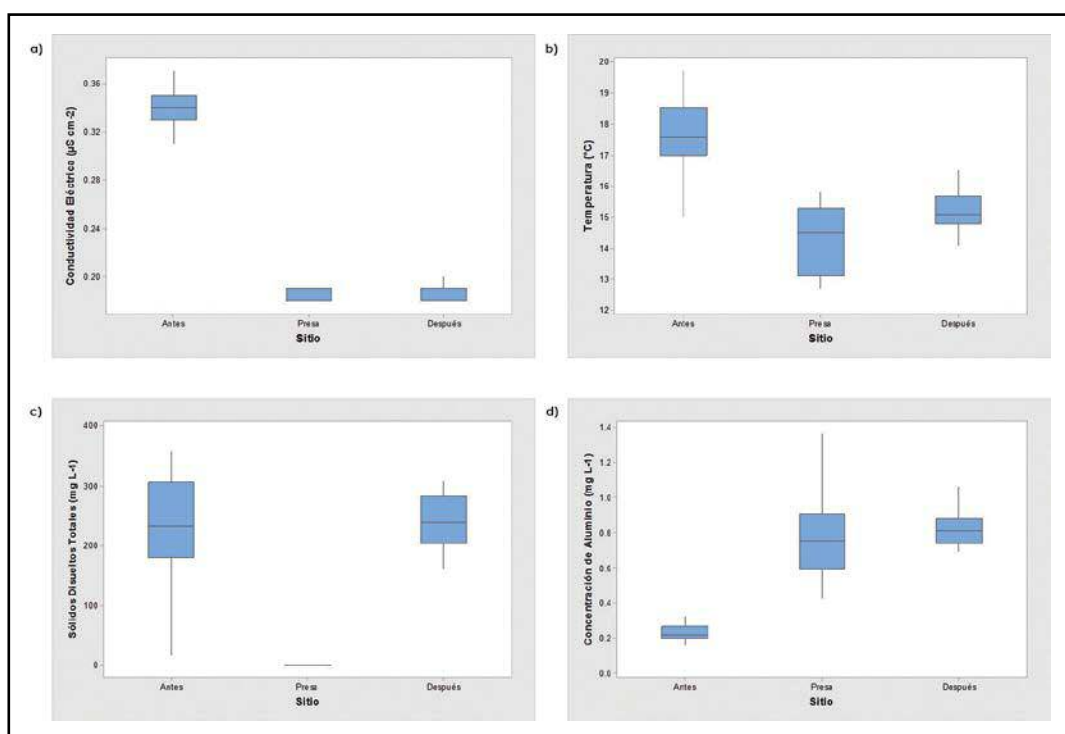 a)
Conductividad Eléctrica (µS cm-2)
0.36
0.32
0.28
0.24
0.20
Antes
Presa
Después
Sitio
b)
Temperatura (°C)
20
19
18
17
16
15
14
13
12
Antes
Presa
Después
Sitio
c)
Sólidos Disueltos Totales (mg L-1)
400
300
200
100
0
Antes
Presa
Después
Sitio
d)
Concentración de Aluminio (mg L-1)
1.4
1.2
1.0
0.8
0.6
0.4
0.2
0.0
Antes
Presa
Después
Sitio